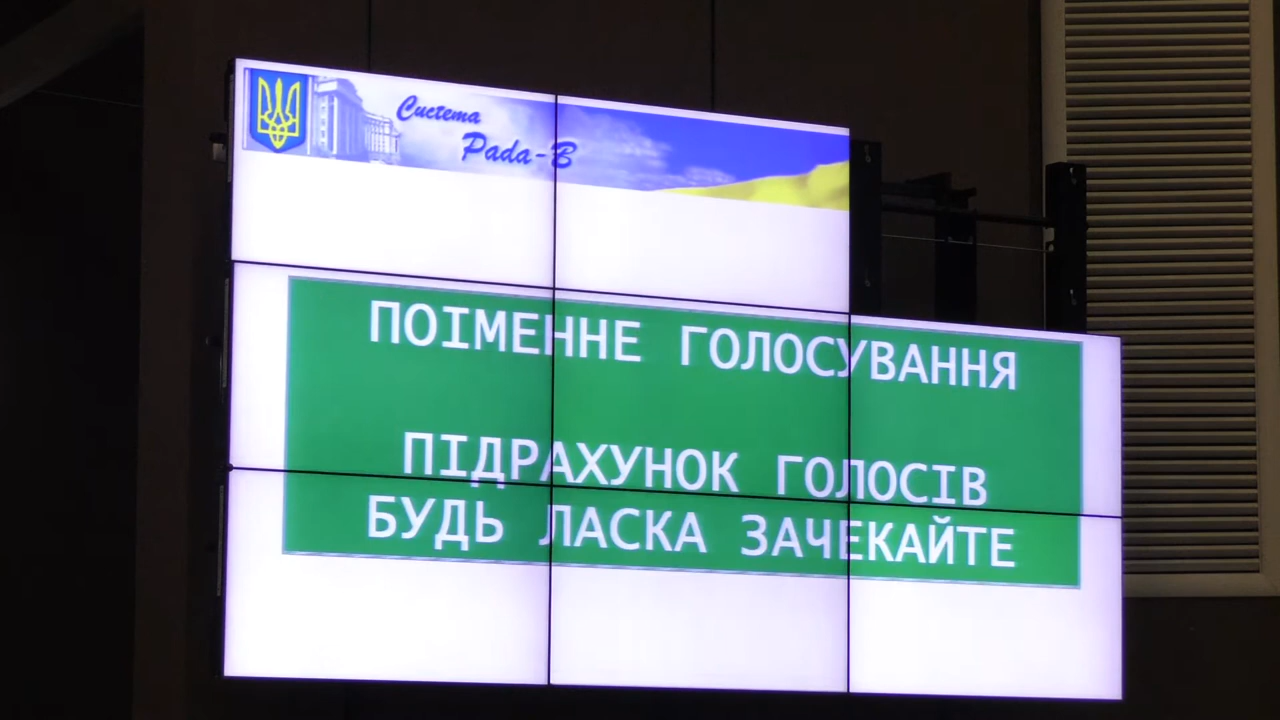 Система
Рада-В
ПОІМЕННЕ ГОЛОСУВАННЯ
ПІДРАХУНОК ГОЛОСІВ
БУДЬ ЛАСКА ЗАЧЕКАЙТЕ